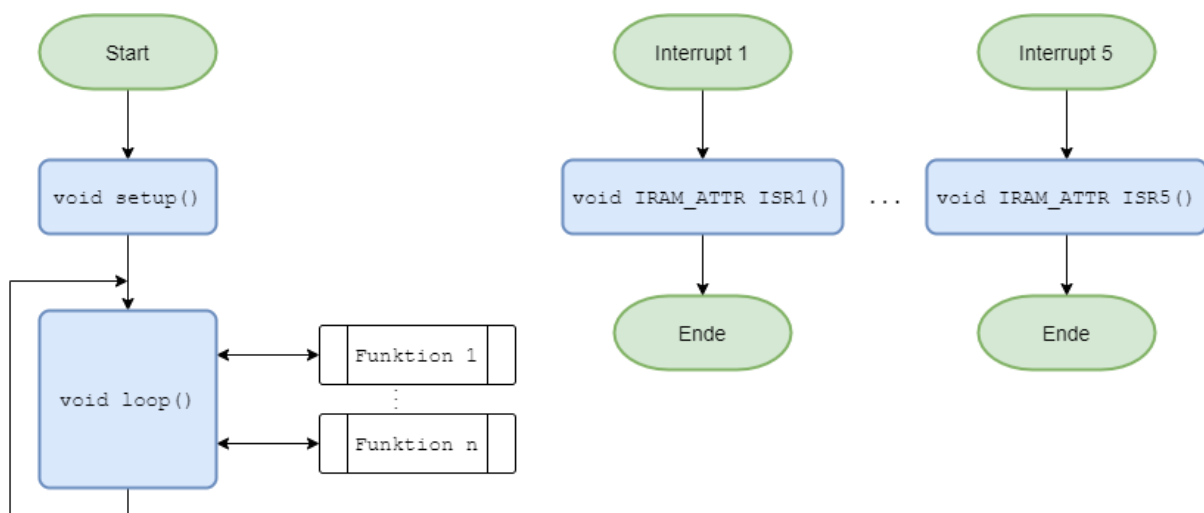 Start
void setup()
void loop()
Funktion 1
Funktion n
Interrupt 1
void IRAM_ATTR ISR1()
Ende
...
Interrupt 5
void IRAM_ATTR ISR5()
Ende